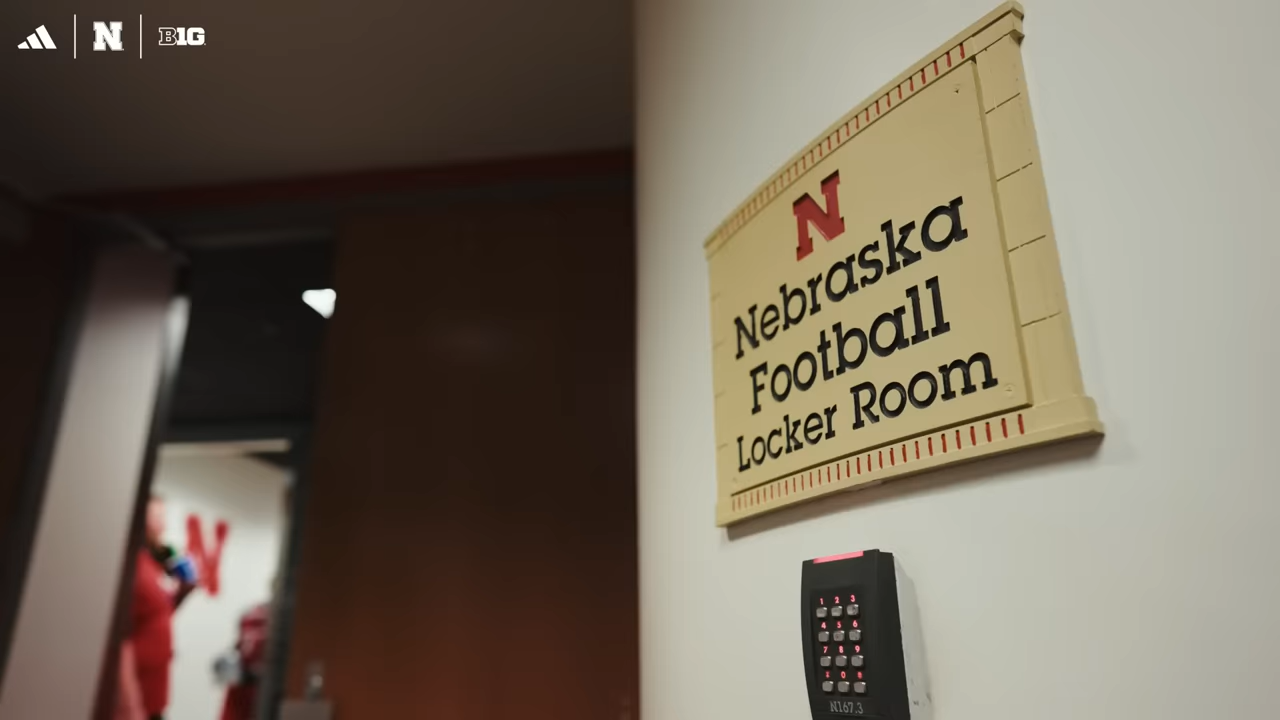 N
B1G
N
Nebraska
Football
Locker Room
N
1 2 3
4 5 6
7 8 9
0
N167.3